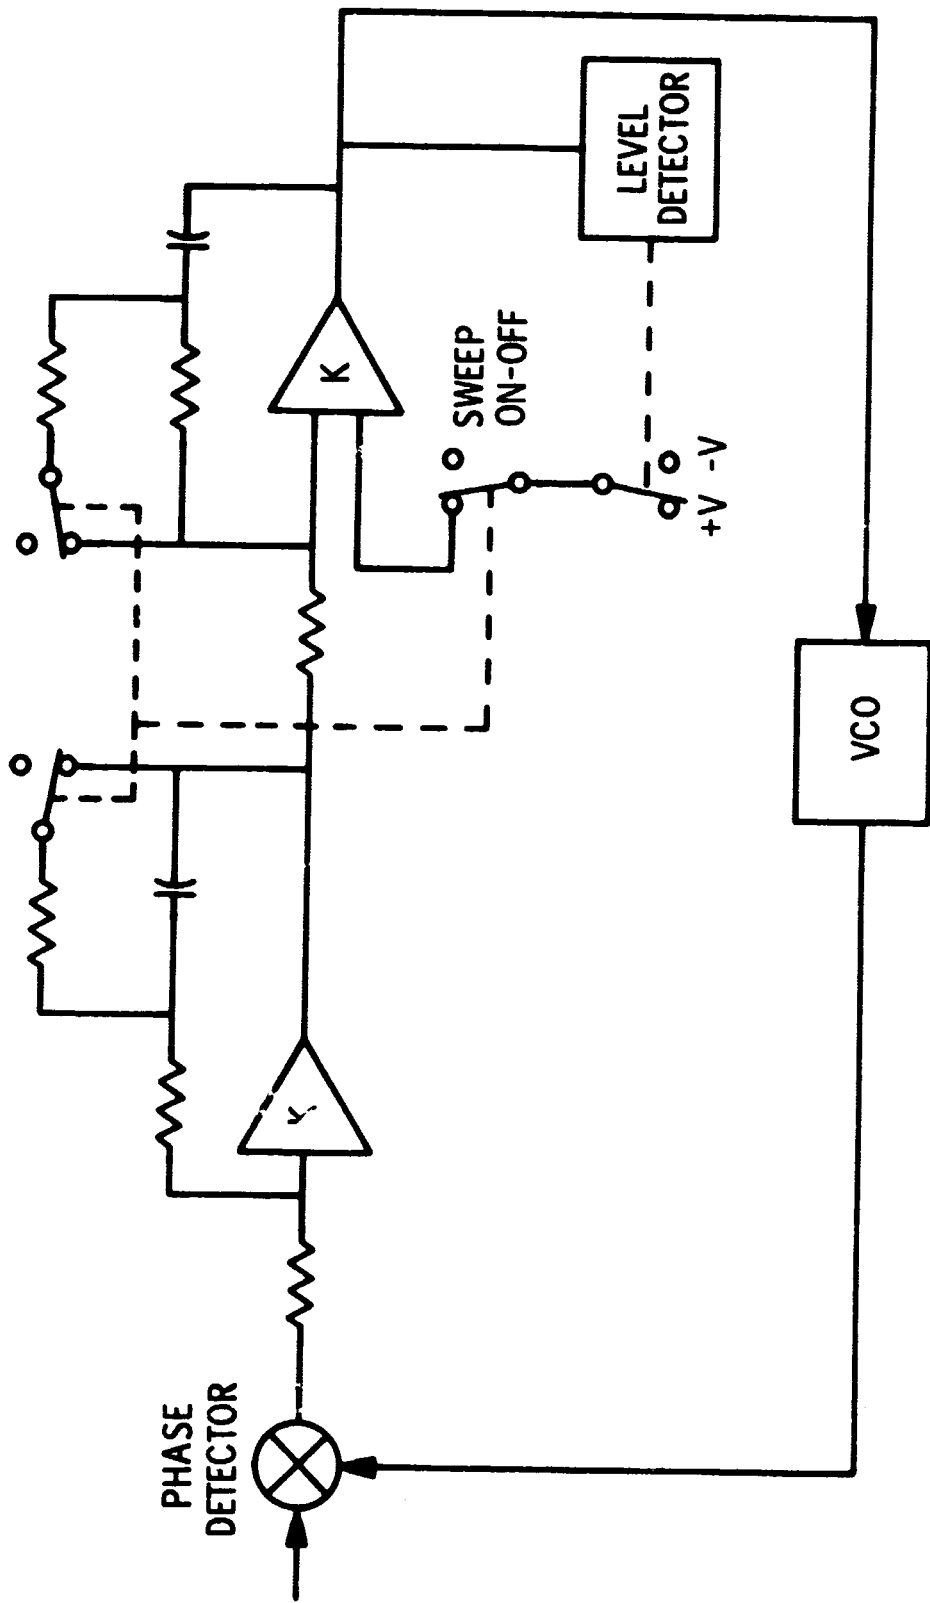 PHASE
DETECTOR
K
K
SWEEP
ON-OFF
+V -V
LEVEL
DETECTOR
VCO